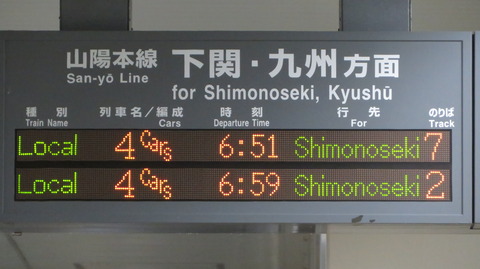 山陽本線 下関・九州方面
San-yō Line for Shimonoseki, Kyushū
種別 列車名/編成 時刻 行先 のりば
Train Name Cars Departure Time For Track
Local 4 Cars 6:51 Shimonoseki 7
Local 4 Cars 6:59 Shimonoseki 2